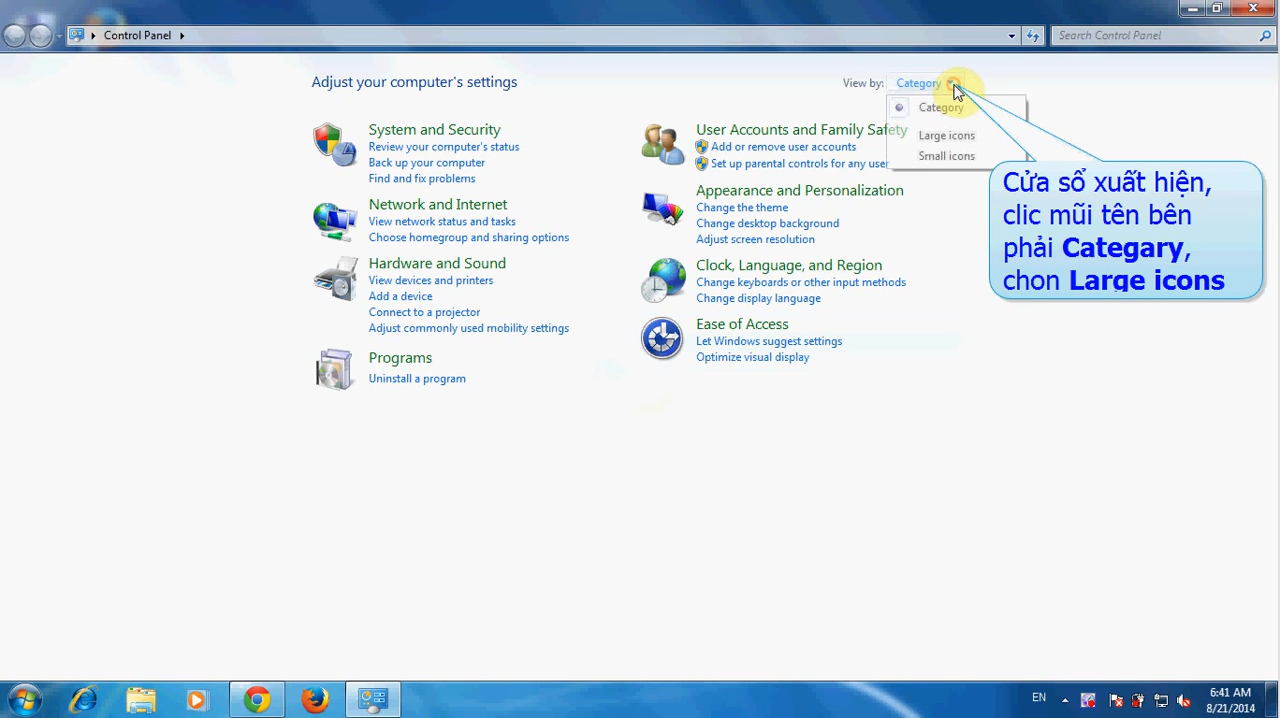 Control Panel
Search Control Panel
Adjust your computer's settings
View by: Category
Category
Large icons
Small icons
System and Security
Review your computer's status
Back up your computer
Find and fix problems
Network and Internet
View network status and tasks
Choose homegroup and sharing options
Hardware and Sound
View devices and printers
Add a device
Connect to a projector
Adjust commonly used mobility settings
Programs
Uninstall a program
User Accounts and Family Safety
Add or remove user accounts
Set up parental controls for any user
Appearance and Personalization
Change the theme
Change desktop background
Adjust screen resolution
Clock, Language, and Region
Change keyboards or other input methods
Change display language
Ease of Access
Let Windows suggest settings
Optimize visual display
Cửa sổ xuất hiện,
clic mũi tên bên
phải Categary,
chon Large icons
EN
6:41 AM
8/21/2014